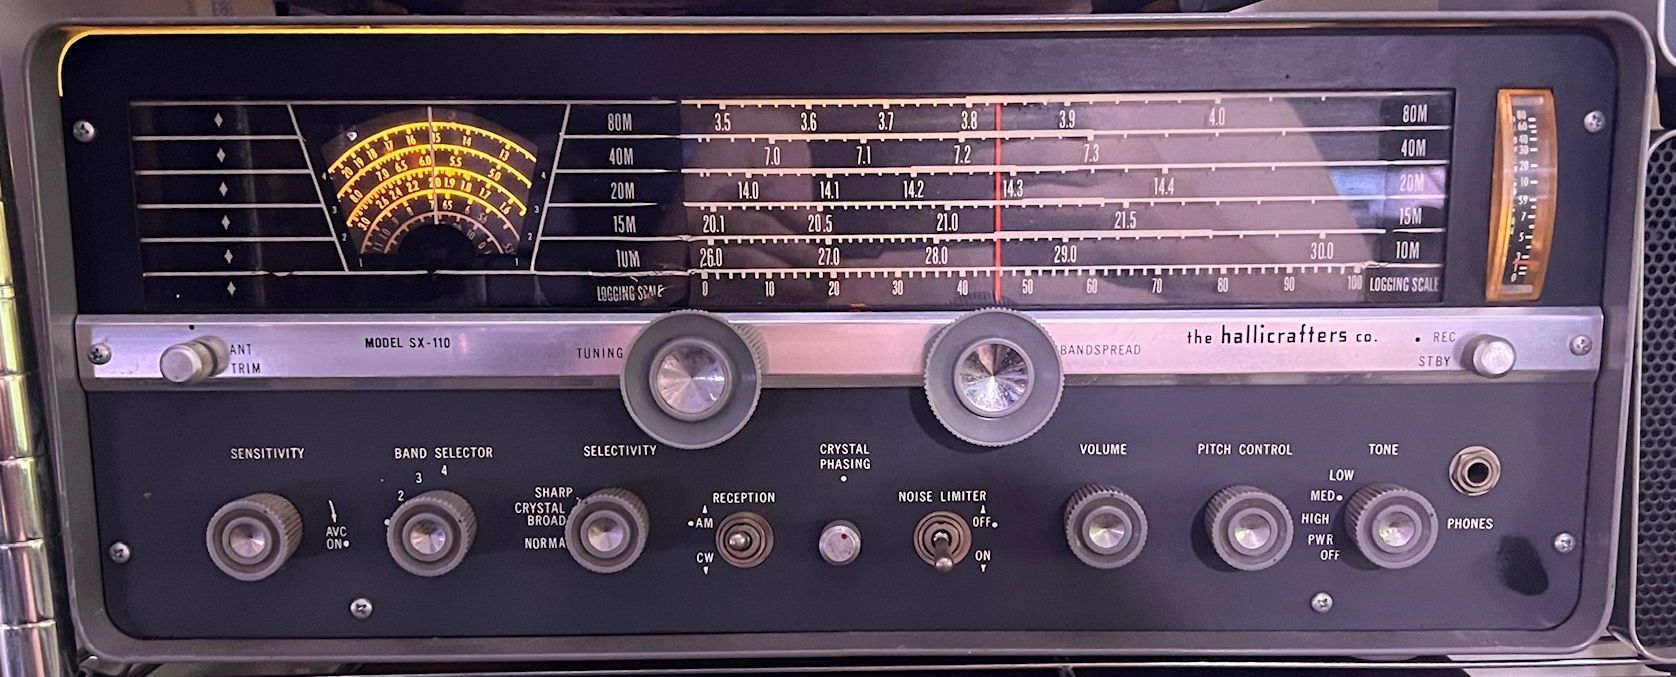 80M 3.5 3.6 3.7 3.8 3.9 4.0 80M
40M 7.0 7.1 7.2 7.3 40M
20M 14.0 14.1 14.2 14.3 14.4 20M
15M 20.1 20.5 21.0 21.5 15M
10M 26.0 27.0 28.0 29.0 30.0 10M
LOGGING SCALE 0 10 20 30 40 50 60 70 80 90 100 LOGGING SCALE
ANT
TRIM
MODEL SX-110
TUNING
BANDSPREAD
the hallicrafters co.
REC
STBY
SENSITIVITY
AVC
ON
BAND SELECTOR
2 3 4
SELECTIVITY
SHARP
CRYSTAL
BROAD
NORMA
RECEPTION
AM
CW
CRYSTAL
PHASING
NOISE LIMITER
OFF
ON
VOLUME
PITCH CONTROL
TONE
LOW
MED
HIGH
PWR
OFF
PHONES